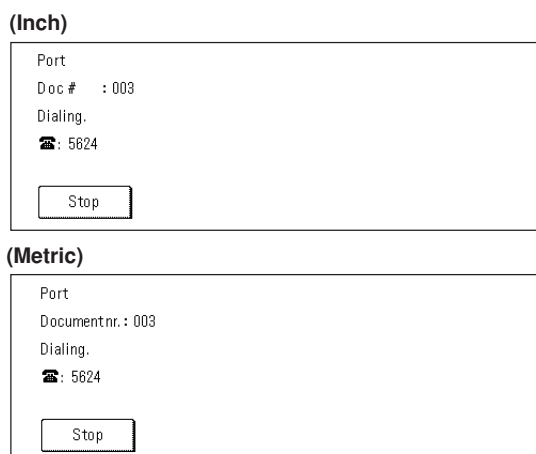 (Inch)
Port
Doc # : 003
Dialing.
☎: 5624
Stop
(Metric)
Port
Documentnr.: 003
Dialing.
☎: 5624
Stop